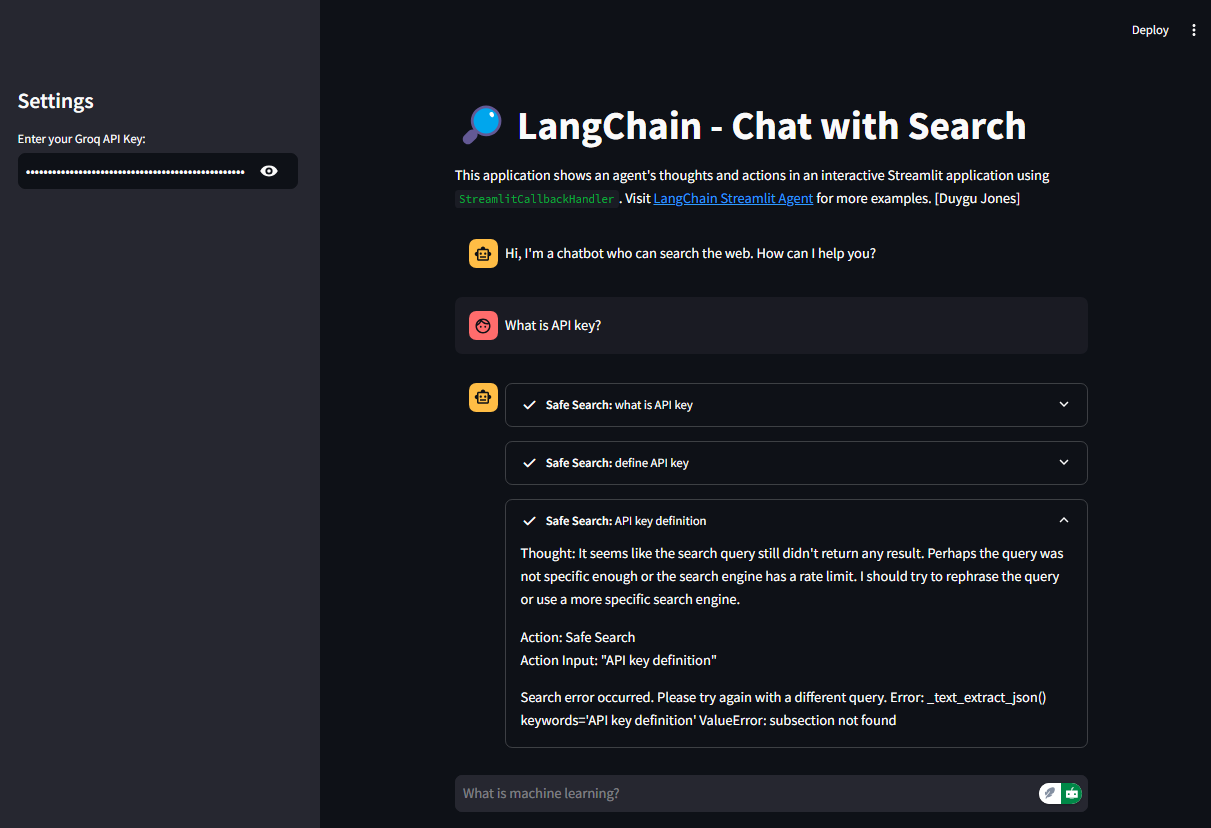 Deploy
Settings
Enter your Groq API Key:
LangChain - Chat with Search
This application shows an agent's thoughts and actions in an interactive Streamlit application using
StreamlitCallbackHandler . Visit LangChain Streamlit Agent for more examples. [Duygu Jones]
Hi, I'm a chatbot who can search the web. How can I help you?
What is API key?
Safe Search: what is API key
Safe Search: define API key
Safe Search: API key definition
Thought: It seems like the search query still didn't return any result. Perhaps the query was
not specific enough or the search engine has a rate limit. I should try to rephrase the query
or use a more specific search engine.
Action: Safe Search
Action Input: "API key definition"
Search error occurred. Please try again with a different query. Error: _text_extract_json()
keywords='API key definition' ValueError: subsection not found
What is machine learning?